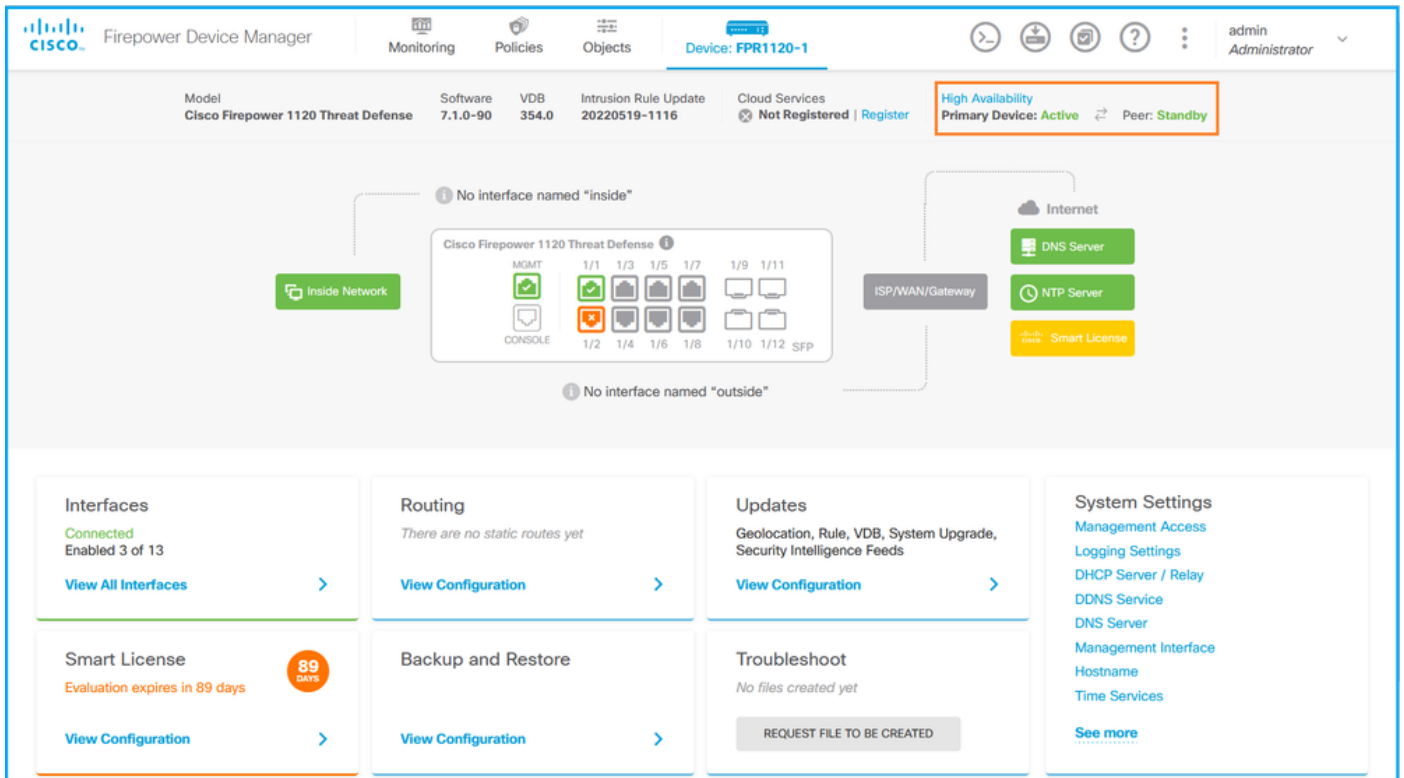 CISCO
Firepower Device Manager
Monitoring
Policies
Objects
Device: FPR1120-1
admin
Administrator
Model
Cisco Firepower 1120 Threat Defense
Software
7.1.0-90
VDB
354.0
Intrusion Rule Update
20220519-1116
Cloud Services
Not Registered | Register
High Availability
Primary Device: Active
Peer: Standby
No interface named “inside”
Internet
Cisco Firepower 1120 Threat Defense
DNS Server
MGMT
1/1 1/3 1/5 1/7 1/9 1/11
Inside Network
ISP/WAN/Gateway
NTP Server
CONSOLE
1/2 1/4 1/6 1/8 1/10 1/12 SFP
CISCO Smart License
No interface named “outside”
Interfaces
Connected
Enabled 3 of 13
View All Interfaces
Routing
There are no static routes yet
View Configuration
Updates
Geolocation, Rule, VDB, System Upgrade,
Security Intelligence Feeds
View Configuration
System Settings
Management Access
Logging Settings
DHCP Server / Relay
DDNS Service
DNS Server
Management Interface
Hostname
Time Services
See more
Smart License
89
DAYS
Evaluation expires in 89 days
View Configuration
Backup and Restore
View Configuration
Troubleshoot
No files created yet
REQUEST FILE TO BE CREATED